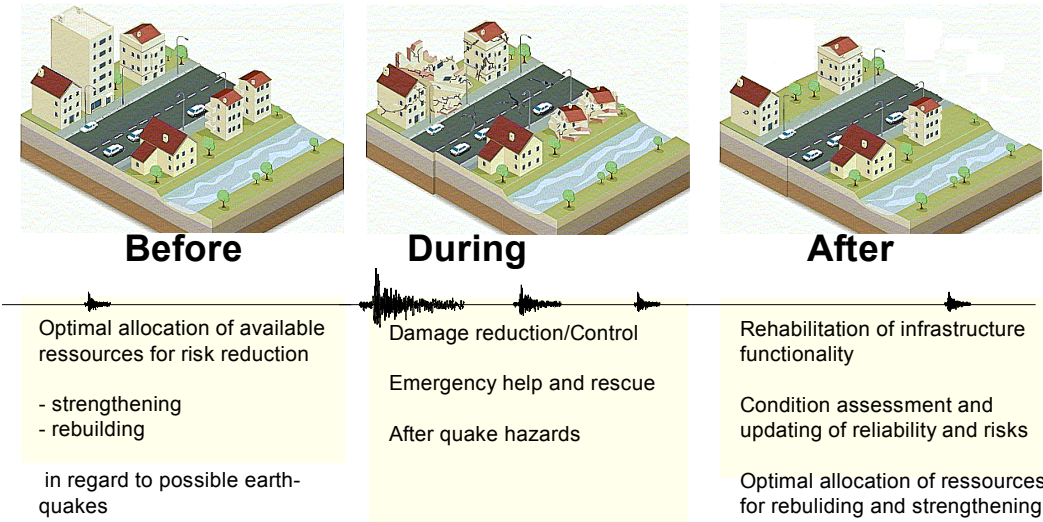 Before
Optimal allocation of available
ressources for risk reduction
- strengthening
- rebuilding
in regard to possible earth-
quakes
During
Damage reduction/Control
Emergency help and rescue
After quake hazards
After
Rehabilitation of infrastructure
functionality
Condition assessment and
updating of reliability and risks
Optimal allocation of ressources
for rebuliding and strengthening